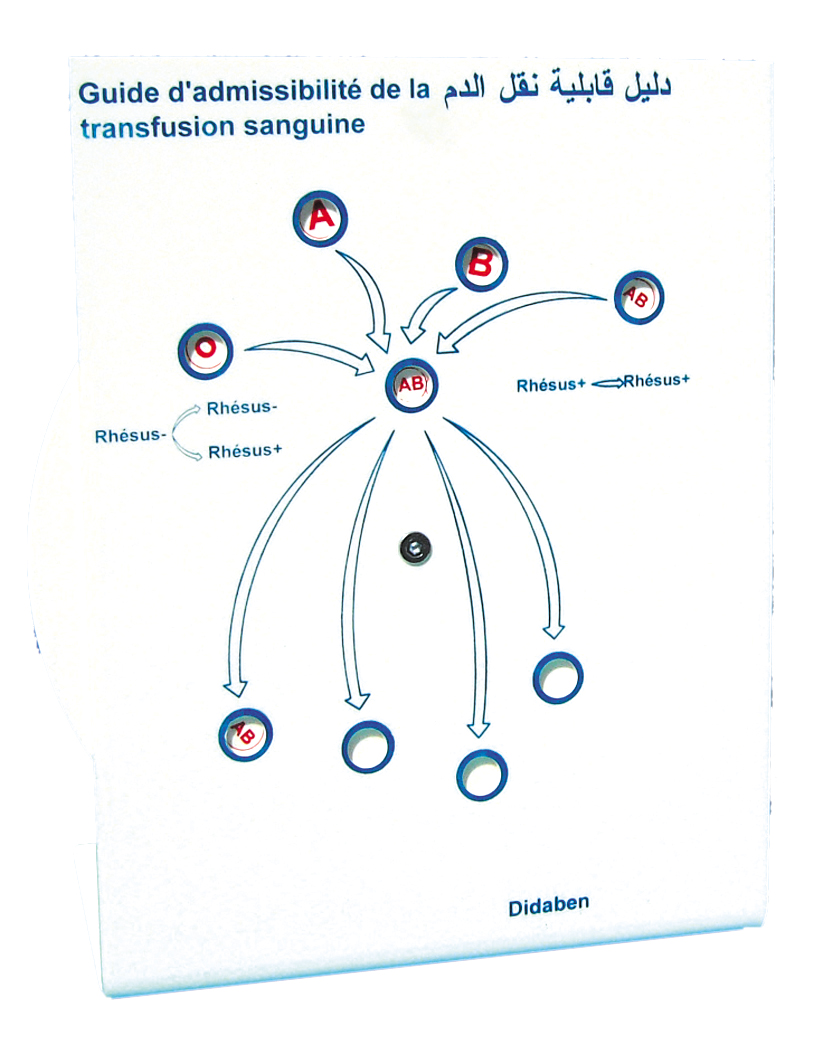 Guide d'admissibilité de la دليل قابلية نقل الدم
transfusion sanguine
A
B
AB
O
AB
Rhésus+ Rhésus+
Rhésus-
Rhésus-
Rhésus+
AB
Didaben